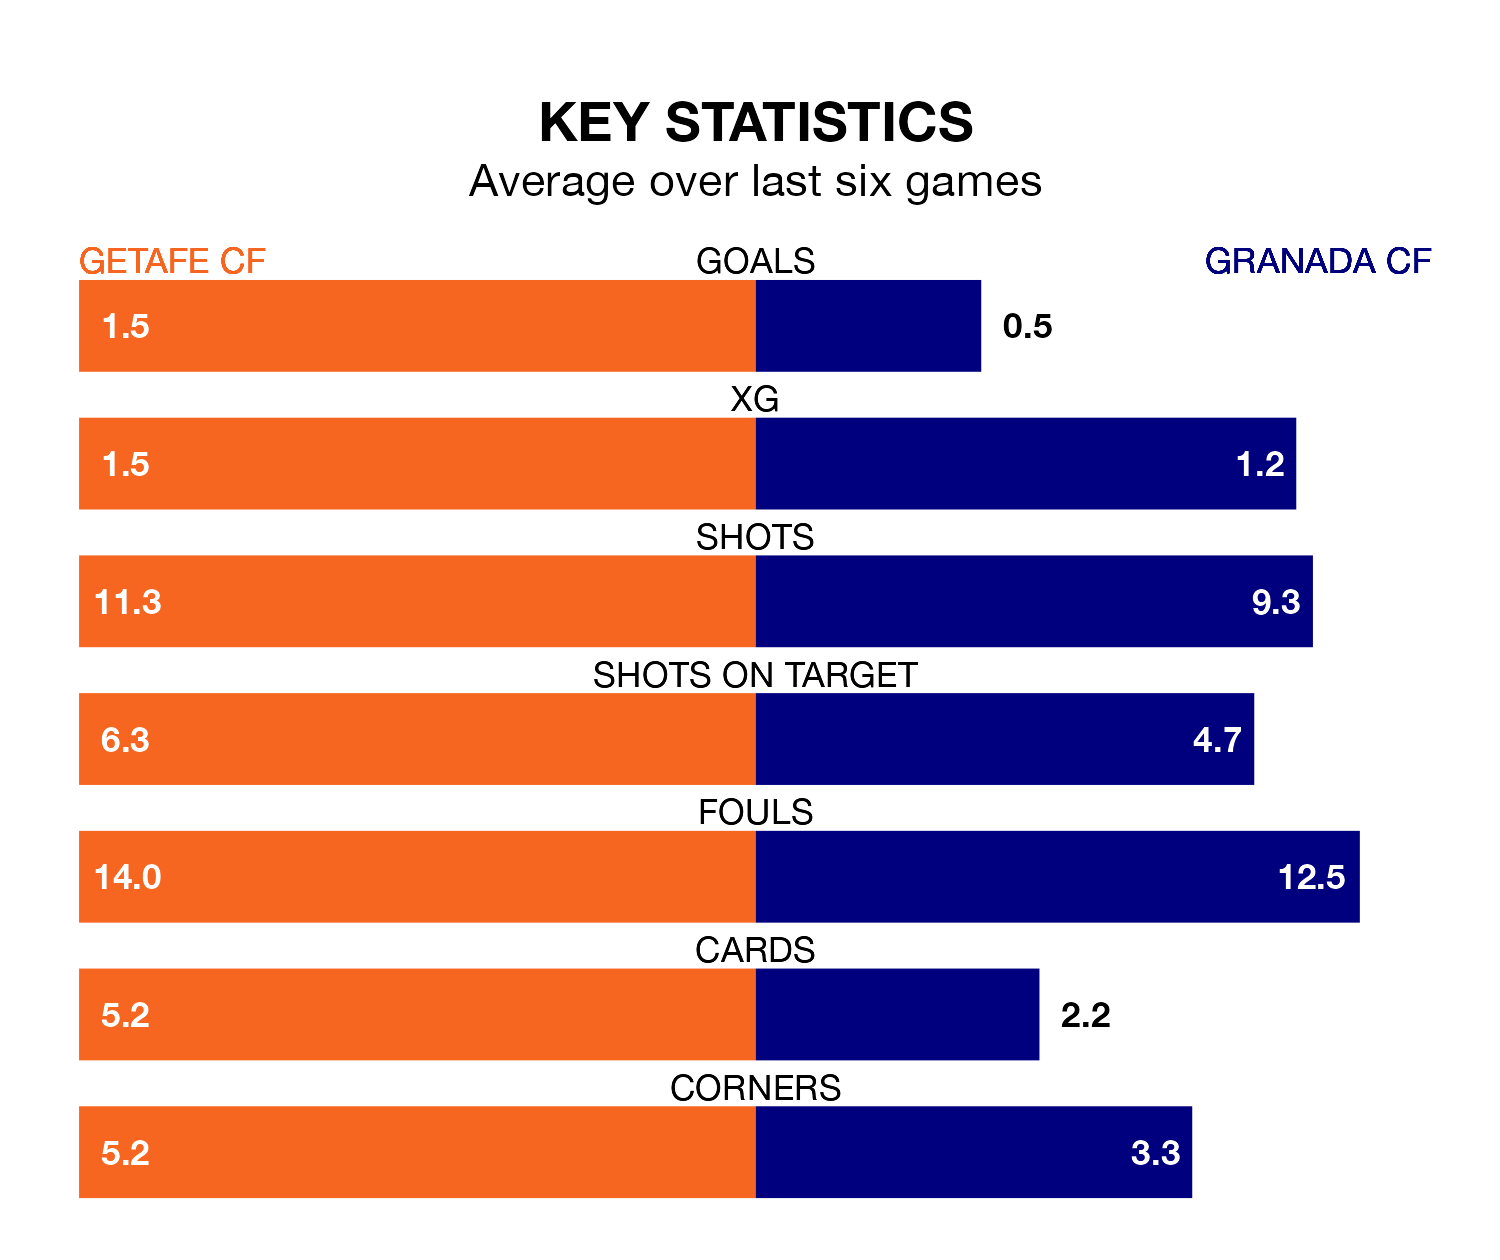 KEY STATISTICS
Average over last six games
GETAFE CF GOALS GRANADA CF
1.5 0.5
XG
1.5 1.2
SHOTS
11.3 9.3
SHOTS ON TARGET
6.3 4.7
FOULS
14.0 12.5
CARDS
5.2 2.2
CORNERS
5.2 3.3